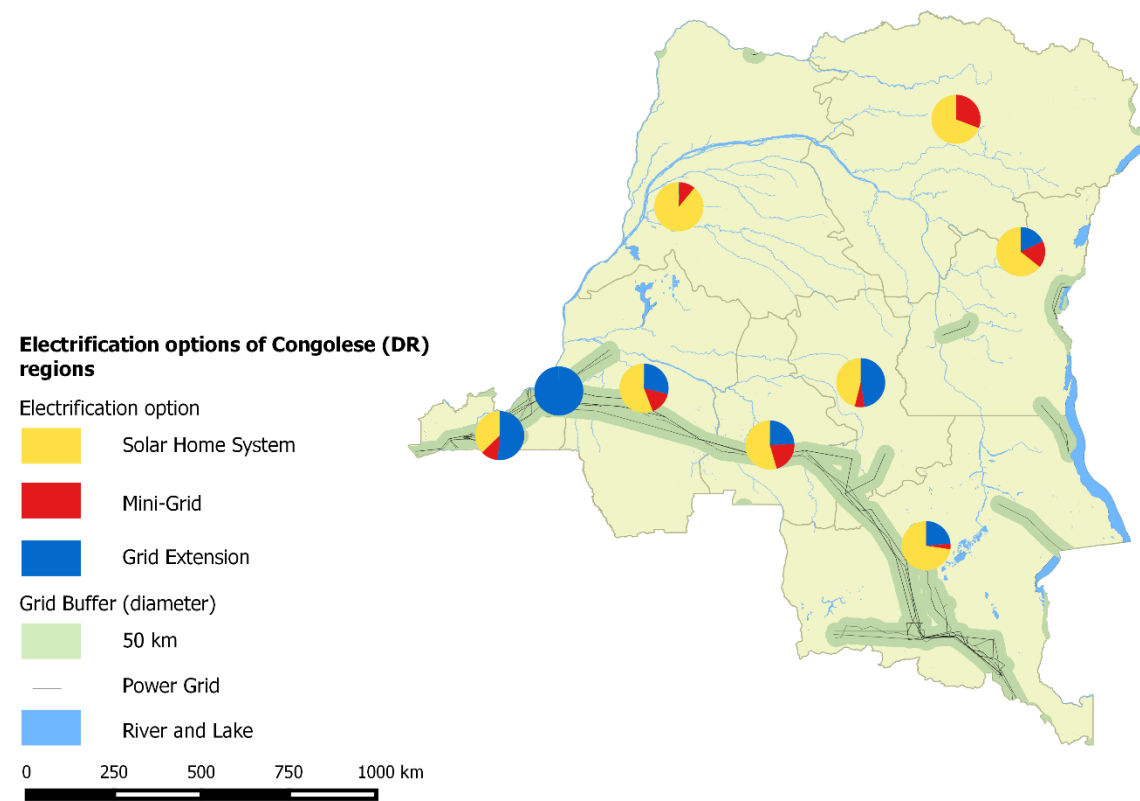 Electrification options of Congolese (DR)
regions
Electrification option
Solar Home System
Mini-Grid
Grid Extension
Grid Buffer (diameter)
50 km
Power Grid
River and Lake
0 250 500 750 1000 km